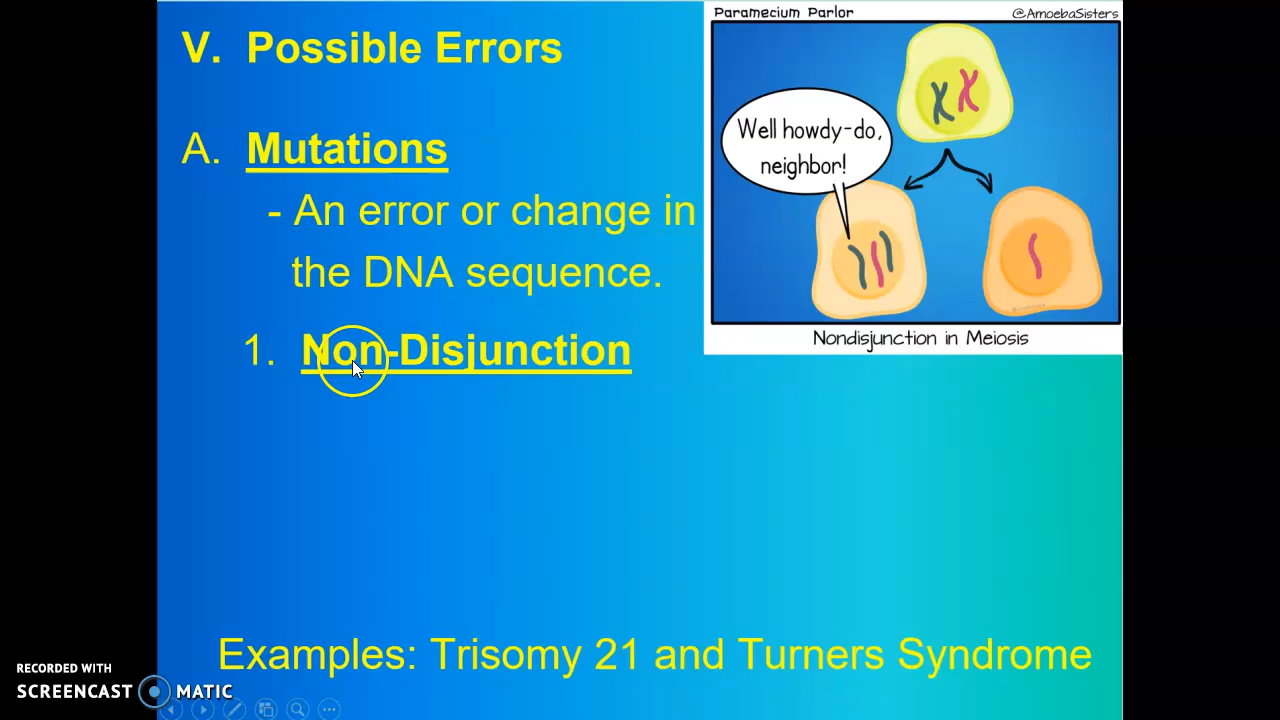 V. Possible Errors
A. Mutations
- An error or change in
the DNA sequence.
1. Non-Disjunction
Examples: Trisomy 21 and Turners Syndrome
Paramecium Parlor
@AmoebaSisters
Well howdy-do,
neighbor!
Nondisjunction in Meiosis
RECORDED WITH
SCREENCAST MATIC